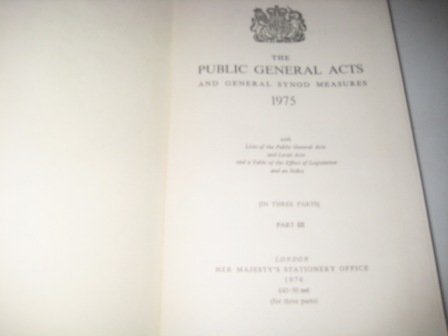 THE
PUBLIC GENERAL ACTS
AND GENERAL SYNOD MEASURES
1975
with
Lists of the Public General Acts
and Local Acts
and a Table of the Effect of Legislation
and an Index
[IN THREE PARTS]
PART III
LONDON
HER MAJESTY'S STATIONERY OFFICE
1976
net
(for three parts)